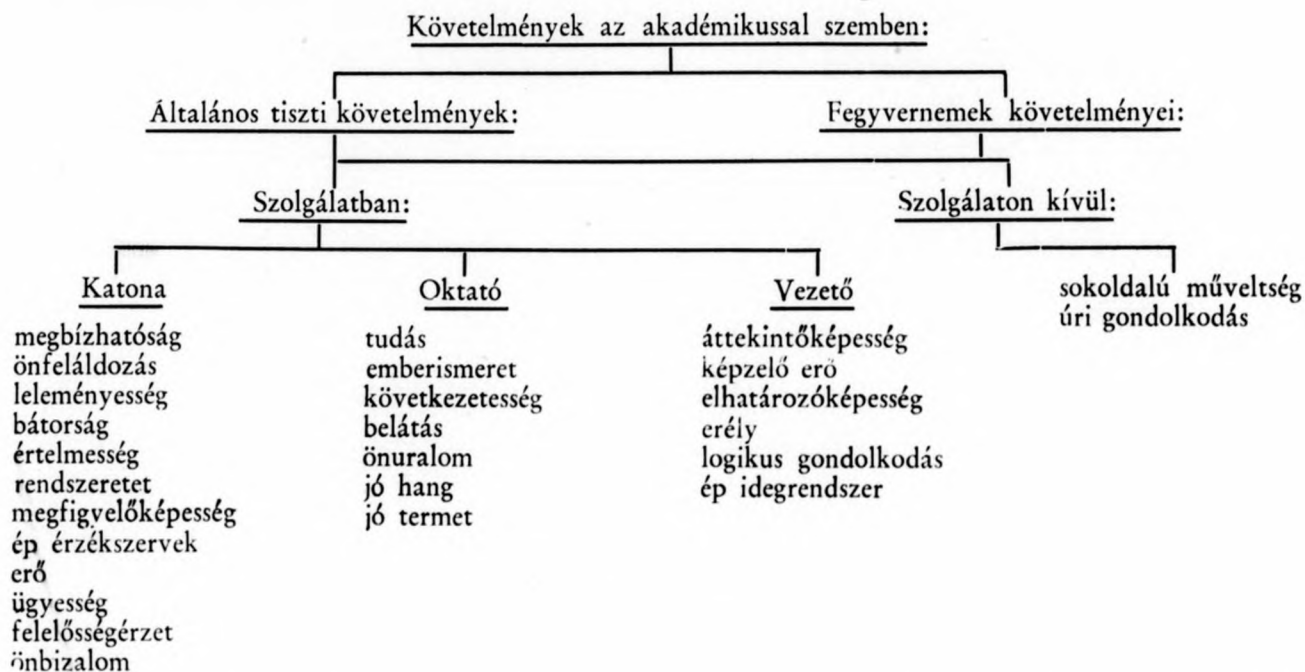 Követelmények az akadémikussal szemben:
Általános tiszti követelmények:
Fegyvernemek követelményei:
Szolgálatban:
Szolgálaton kívül:
Katona
megbízhatóság
önfeláldozás
leleményesség
bátorság
értelmesség
rendszeretet
megfigyelőképesség
ép érzékszervek
erő
ügyesség
felelősségérzet
önbizalom
Oktató
tudás
emberismeret
következetesség
belátás
önuralom
jó hang
jó termet
Vezető
áttekintőképesség
képzelő erő
elhatározóképesség
erély
logikus gondolkodás
ép idegrendszer
sokoldalú műveltség
úri gondolkodás